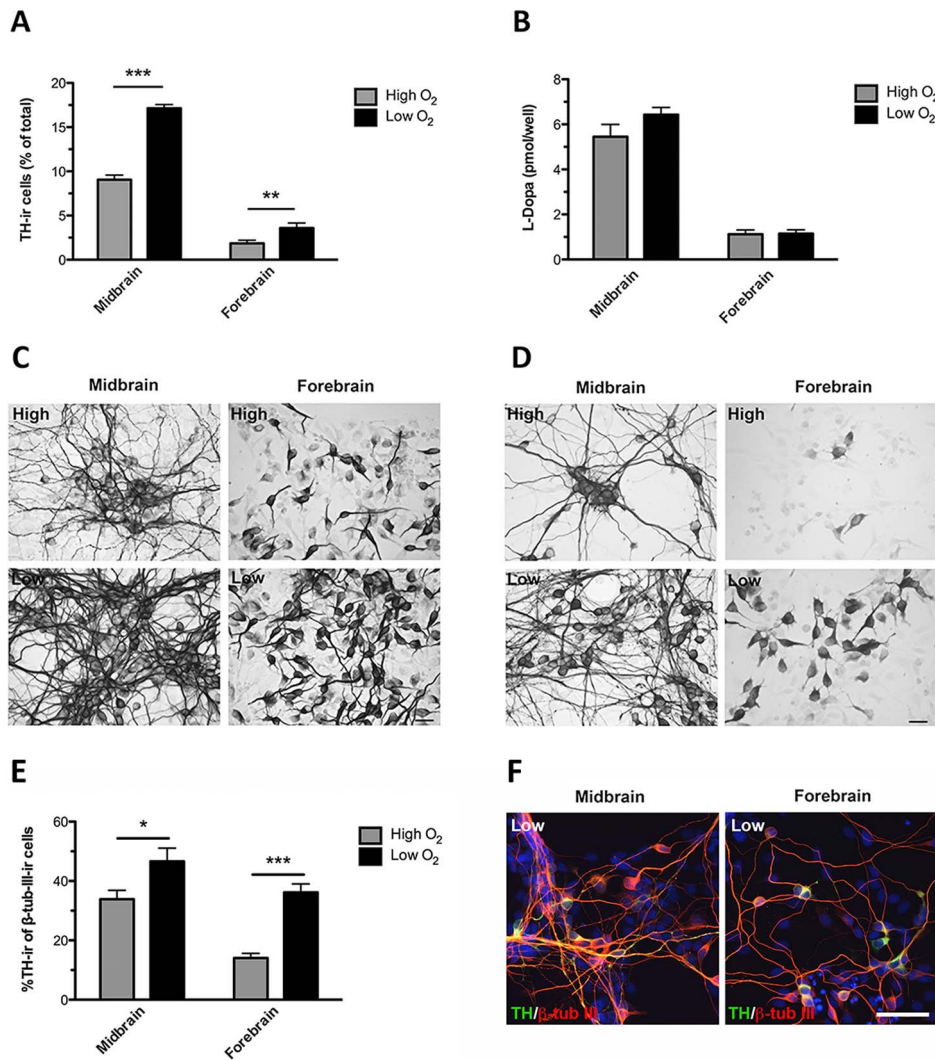 A
TH-ir cells (% of total)
20
15
10
5
0
***
**
Midbrain
Forebrain
High O₂
Low O₂
B
L-Dopa (pmol/well)
8
6
4
2
0
Midbrain
Forebrain
High O₂
Low O₂
C
Midbrain
Forebrain
High
High
Low
Low
D
Midbrain
Forebrain
High
High
Low
Low
E
%TH-ir of β-tub-III-ir cells
60
40
20
0
*
***
Midbrain
Forebrain
High O₂
Low O₂
F
Midbrain
Forebrain
Low
Low
TH/β-tub III
TH/β-tub III